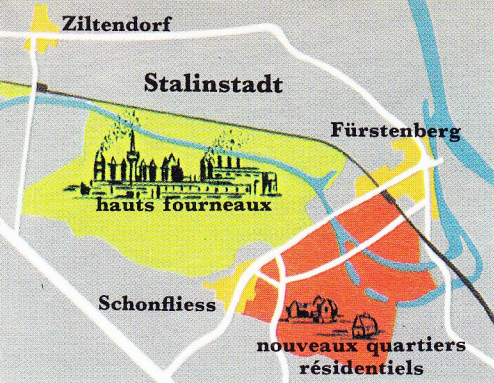 Ziltendorf
Stalinstadt
Fürstenberg
hauts fourneaux
Schonfliess
nouveaux quartiers
résidentiels